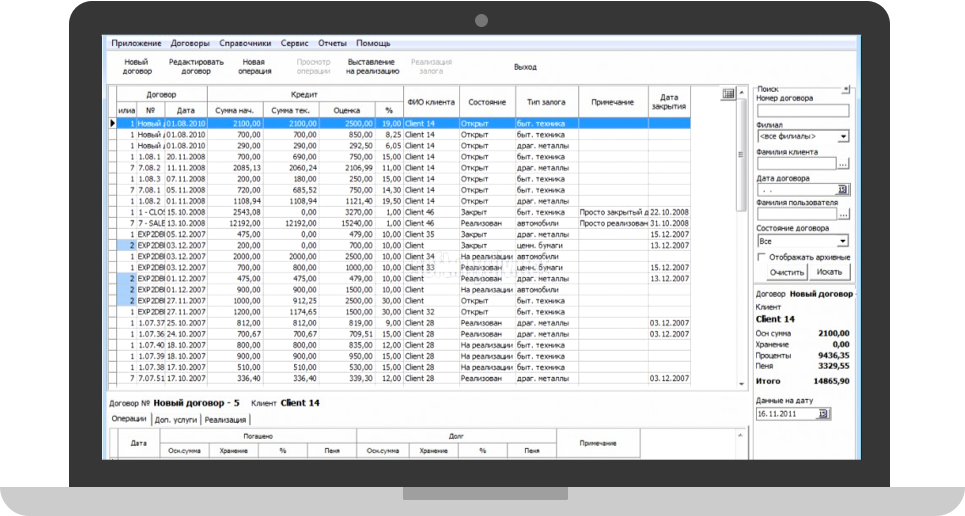 Приложение Договоры Справочники Сервис Отчеты Помощь
Новый договор Редактировать договор Новая операция Просмотр операции Выставление на реализацию Реализация залога Выход
Договор Кредит ФИО клиента Состояние Тип залога Примечание Дата закрытия
илиа № Дата Сумма нач. Сумма тек. Оценка %
1 Новый д 01.08.2010 2100,00 2100,00 2500,00 19,00 Client 14 Открыт быт. техника
1 Новый д 01.08.2010 700,00 700,00 850,00 8,25 Client 14 Открыт быт. техника
1 Новый д 01.08.2010 290,00 290,00 292,50 6,05 Client 14 Открыт драг. металлы
1 1.08.1 20.11.2008 700,00 690,00 750,00 15,00 Client 14 Открыт быт. техника
7 7.08.2 11.11.2008 2085,13 2060,24 2106,99 11,00 Client 14 Открыт драг. металлы
1 1.08.3 07.11.2008 200,00 180,00 250,00 15,00 Client 14 Открыт быт. техника
7 7.08.1 05.11.2008 720,00 685,52 750,00 14,30 Client 14 Открыт быт. техника
1 1.08.2 01.11.2008 1108,94 1108,94 1121,40 19,50 Client 14 Открыт драг. металлы
1 1 - CLO 15.10.2008 2543,08 0,00 3270,00 1,00 Client 46 Закрыт быт. техника Просто закрытый д 22.10.2008
7 7 - SALE 13.10.2008 12192,00 12192,00 15240,00 1,00 Client 46 Реализован автомобили Просто реализован 31.10.2008
1 EXP2DBI 05.12.2007 475,00 0,00 479,00 10,00 Client 35 Закрыт драг. металлы 15.12.2007
2 EXP2DBI 03.12.2007 200,00 0,00 700,00 10,00 Client Закрыт ценн. бумаги 13.12.2007
1 EXP2DBI 03.12.2007 2000,00 2000,00 2500,00 10,00 Client 34 На реализации автомобили
1 EXP2DBI 03.12.2007 700,00 800,00 1000,00 10,00 Client 33 Реализован ценн. бумаги 15.12.2007
2 EXP2DBI 01.12.2007 475,00 475,00 479,00 10,00 Client Реализован драг. металлы 13.12.2007
2 EXP2DBI 01.12.2007 900,00 900,00 1500,00 10,00 Client На реализации автомобили
2 EXP2DBI 27.11.2007 1000,00 912,25 2500,00 30,00 Client Открыт быт. техника
1 EXP2DBI 27.11.2007 1200,00 1174,65 1500,00 30,00 Client 32 Открыт быт. техника
1 1.07.37 25.10.2007 812,00 812,00 819,00 9,00 Client 28 Реализован драг. металлы 03.12.2007
7 1.07.36 24.10.2007 700,67 700,67 709,51 15,00 Client 28 Реализован драг. металлы 03.12.2007
1 1.07.40 18.10.2007 800,00 800,00 835,00 12,00 Client 28 На реализации быт. техника
1 1.07.39 18.10.2007 900,00 900,00 950,00 15,00 Client 28 На реализации быт. техника
1 1.07.38 17.10.2007 510,00 510,00 530,00 15,00 Client 28 На реализации быт. техника
7 7.07.51 17.10.2007 336,40 336,40 339,30 12,00 Client 28 Реализован драг. металлы 03.12.2007
Договор № Новый договор - 5 Клиент Client 14
Операции Доп. услуги Реализация
Дата Погашено Долг Примечание
Осн.сумма Хранение % Пеня Осн.сумма Хранение % Пеня
Поиск
Номер договора
Филиал
<все филиалы>
Фамилия клиента
...
Дата договора
. .
Фамилия пользователя
...
Состояние договора
Все
Отображать архивные
Очистить Искать
Договор Новый договор
Клиент
Client 14
Осн сумма 2100,00
Хранение 0,00
Проценты 9436,35
Пеня 3329,55
Итого 14865,90
Данные на дату
16.11.2011